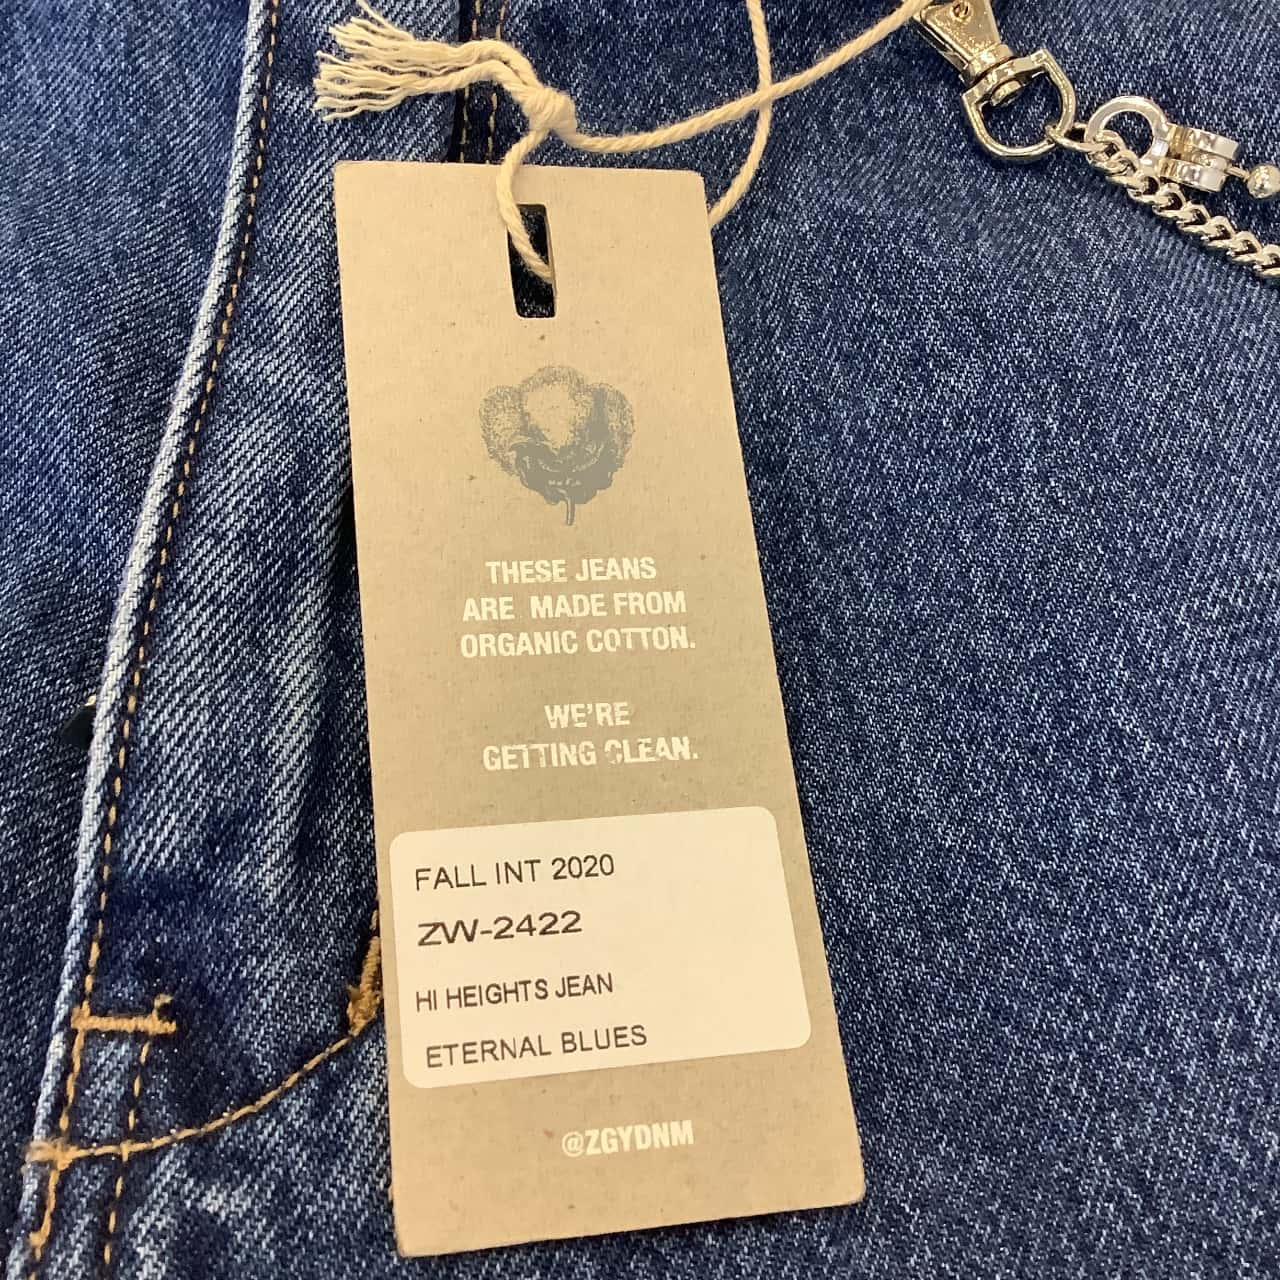 THESE JEANS
ARE MADE FROM
ORGANIC COTTON.
WE'RE
GETTING CLEAN.
FALL INT 2020
ZW-2422
HI HEIGHTS JEAN
ETERNAL BLUES
@ZGYDNM